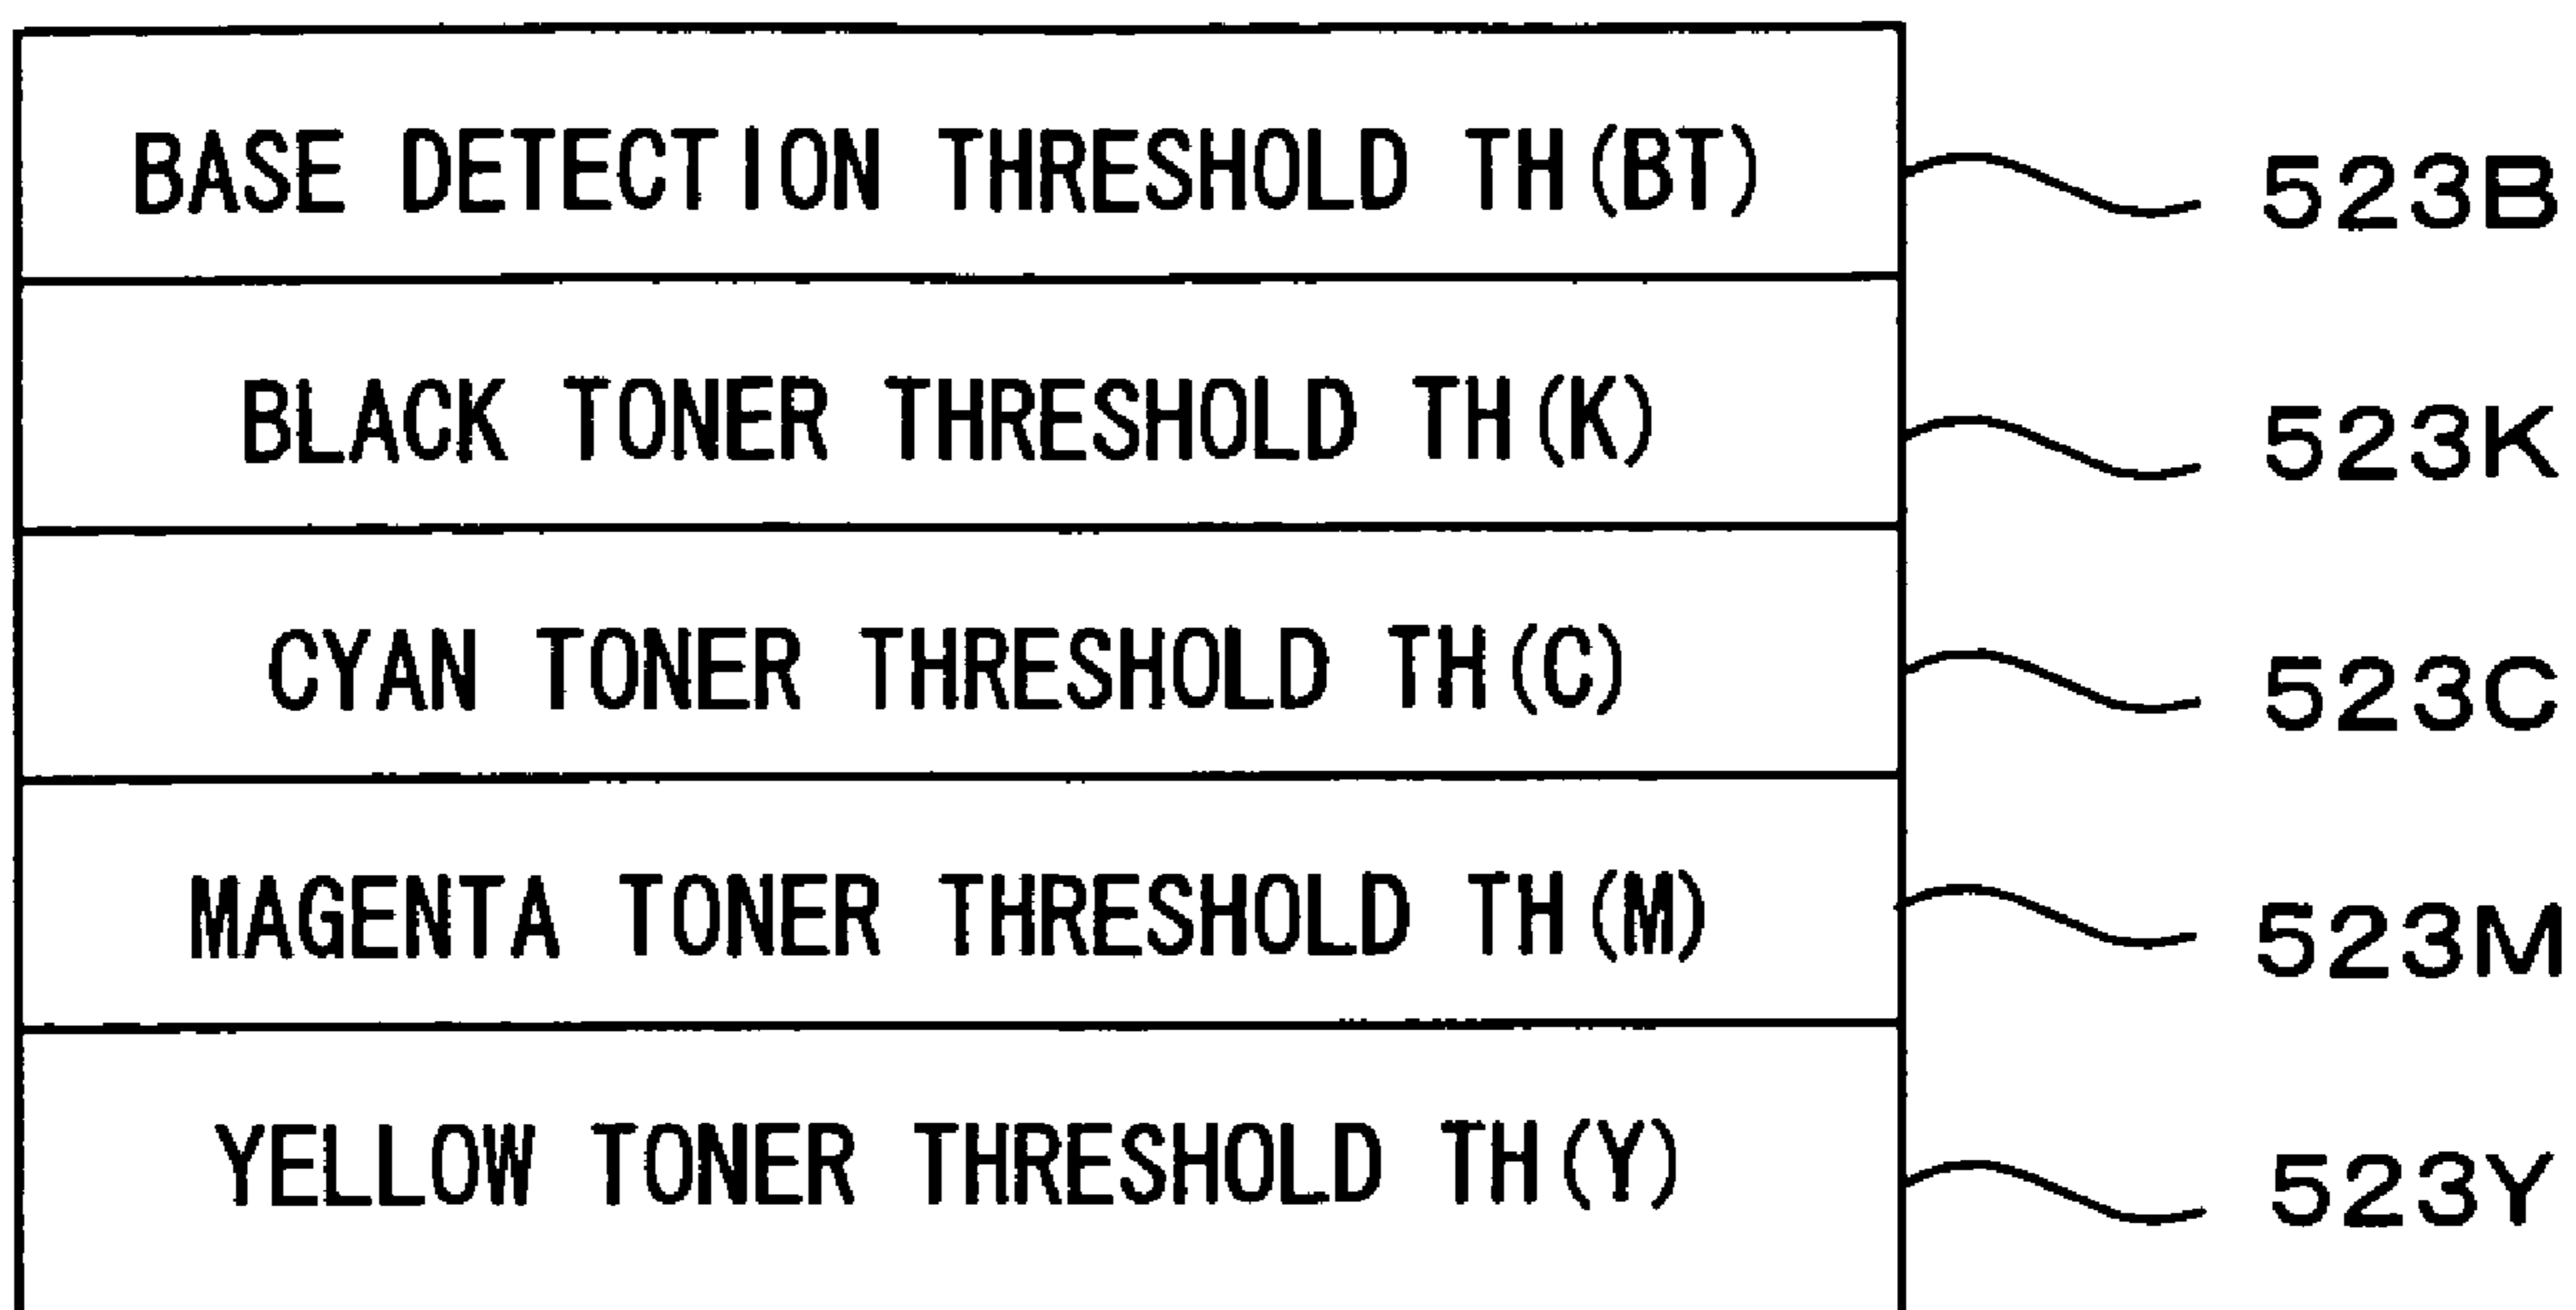 BASE DETECTION THRESHOLD TH(BT) 523B
BLACK TONER THRESHOLD TH(K) 523K
CYAN TONER THRESHOLD TH(C) 523C
MAGENTA TONER THRESHOLD TH(M) 523M
YELLOW TONER THRESHOLD TH(Y) 523Y